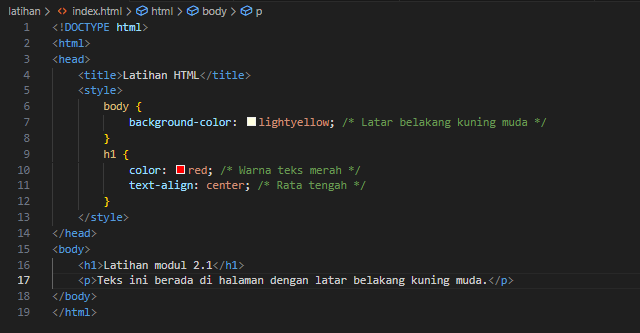 latihan > <> index.html > html > body > p
1 <!DOCTYPE html>
2 <html>
3 <head>
4     <title>Latihan HTML</title>
5     <style>
6         body {
7             background-color: lightyellow; /* Latar belakang kuning muda */
8         }
9         h1 {
10             color: red; /* Warna teks merah */
11             text-align: center; /* Rata tengah */
12         }
13     </style>
14 </head>
15 <body>
16     <h1>Latihan modul 2.1</h1>
17     <p>Teks ini berada di halaman dengan latar belakang kuning muda.</p>
18 </body>
19 </html>